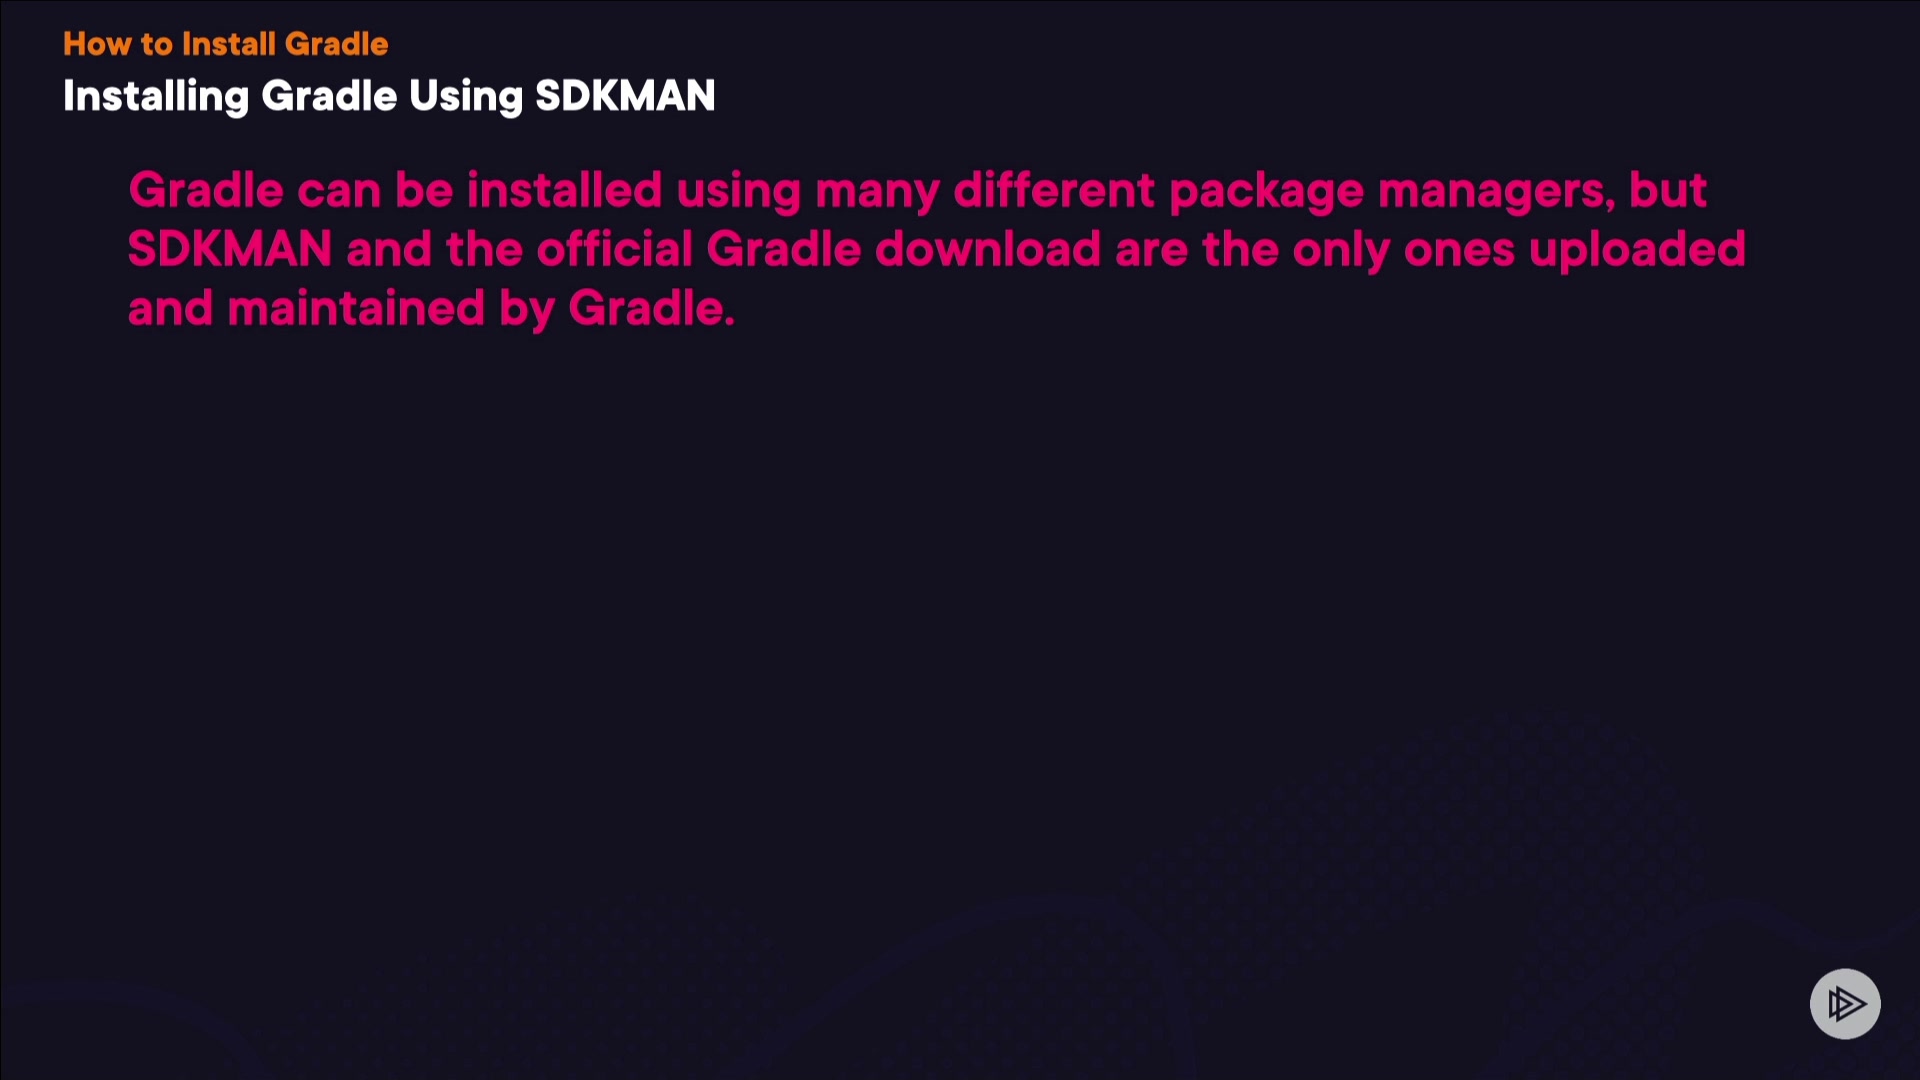 How to Install Gradle
Installing Gradle Using SDKMAN
Gradle can be installed using many different package managers, but
SDKMAN and the official Gradle download are the only ones uploaded
and maintained by Gradle.